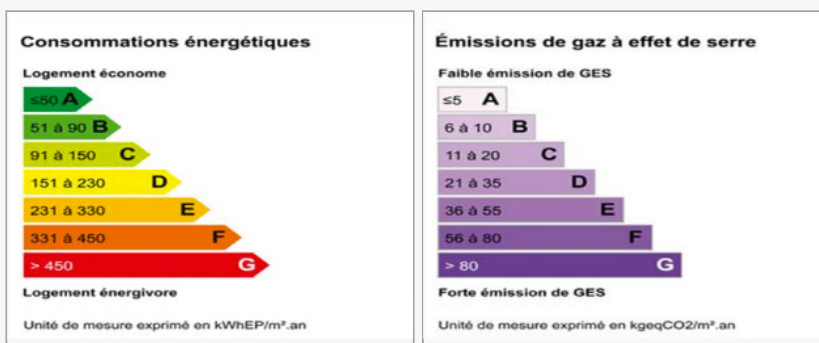 Consommations énergétiques
Logement économe
≤50 A
51 à 90 B
91 à 150 C
151 à 230 D
231 à 330 E
331 à 450 F
> 450 G
Logement énergivore
Unité de mesure exprimé en kWhEP/m².an
Émissions de gaz à effet de serre
Faible émission de GES
≤5 A
6 à 10 B
11 à 20 C
21 à 35 D
36 à 55 E
56 à 80 F
> 80 G
Forte émission de GES
Unité de mesure exprimé en kgeqCO2/m².an